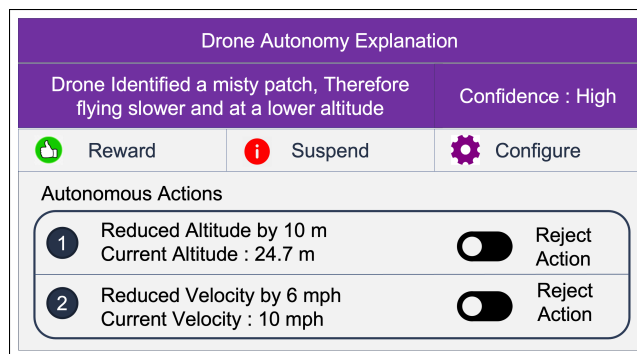 Drone Autonomy Explanation
Drone Identified a misty patch, Therefore
flying slower and at a lower altitude
Confidence : High
Reward
Suspend
Configure
Autonomous Actions
1
Reduced Altitude by 10 m
Current Altitude : 24.7 m
Reject
Action
2
Reduced Velocity by 6 mph
Current Velocity : 10 mph
Reject
Action